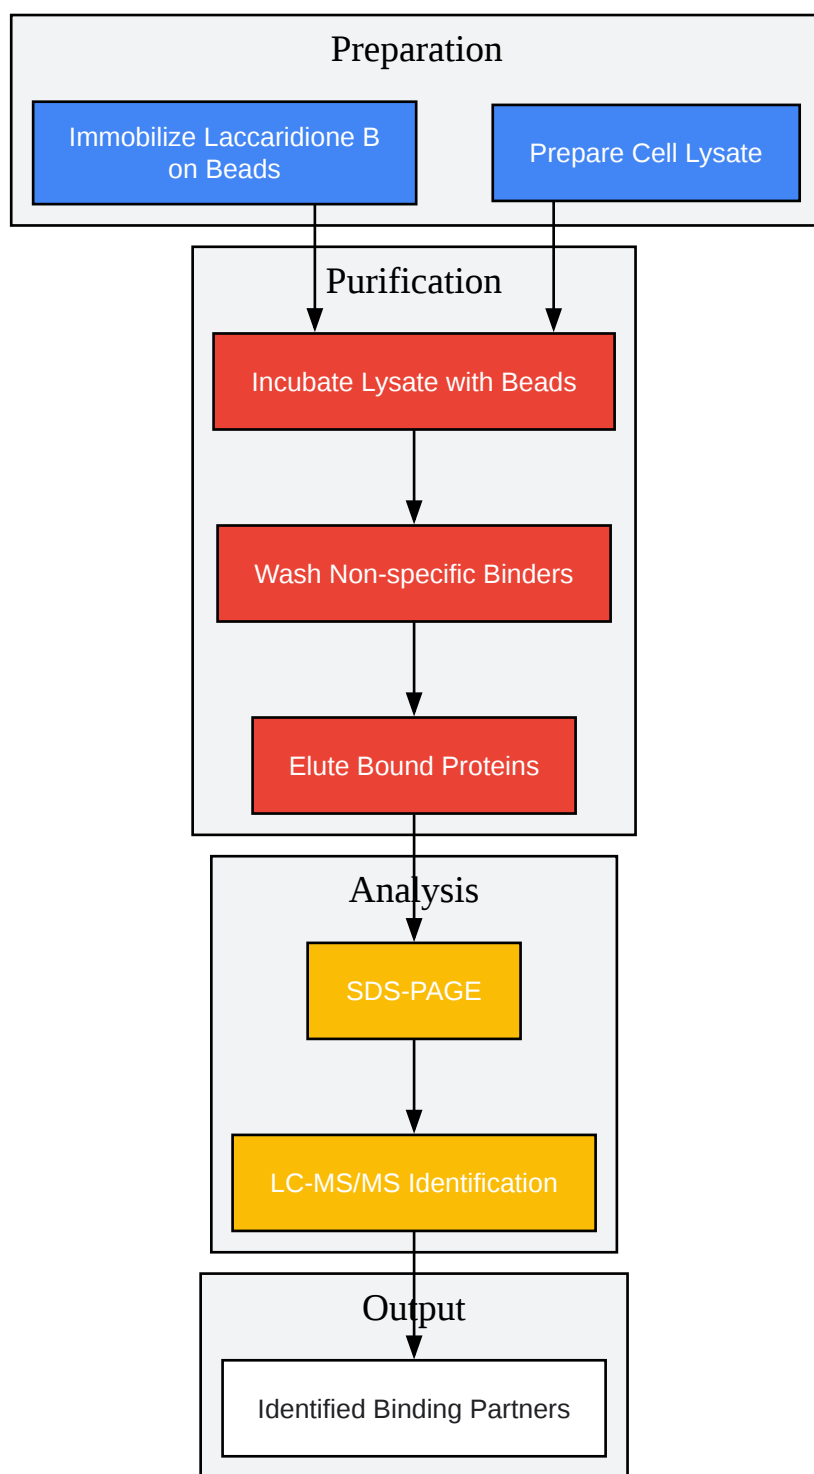 Preparation
Immobilize Laccaridione B
on Beads
Prepare Cell Lysate
Purification
Incubate Lysate with Beads
Wash Non-specific Binders
Elute Bound Proteins
Analysis
SDS-PAGE
LC-MS/MS Identification
Output
Identified Binding Partners